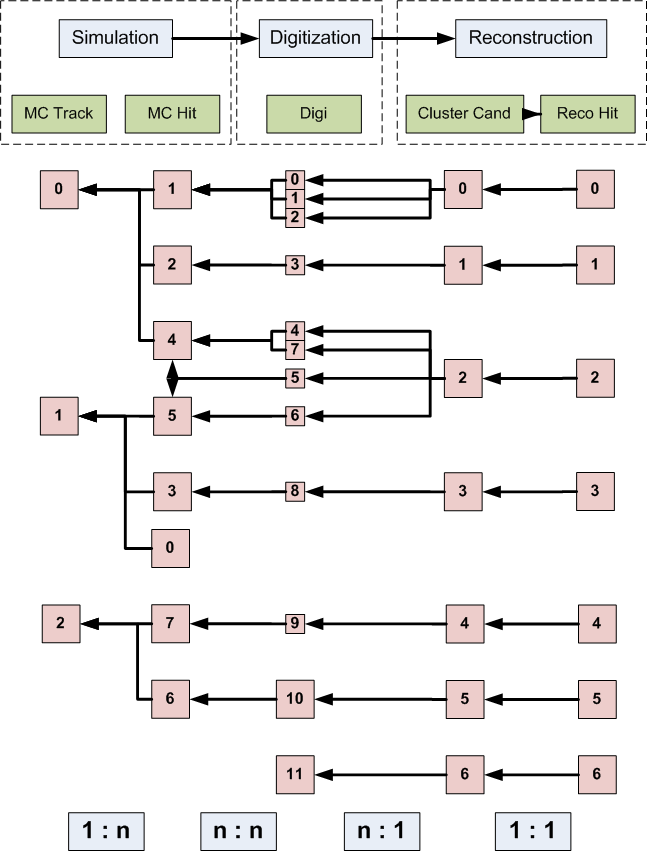 Simulation Digitization Reconstruction
MC Track MC Hit Digi Cluster Cand Reco Hit
0 1 0 0 0
1
2
2 3 1 1
4 4
7
5 2 2
1 5 6
3 8 3 3
0
2 7 9 4 4
6 10 5 5
11 6 6
1 : n n : n n : 1 1 : 1